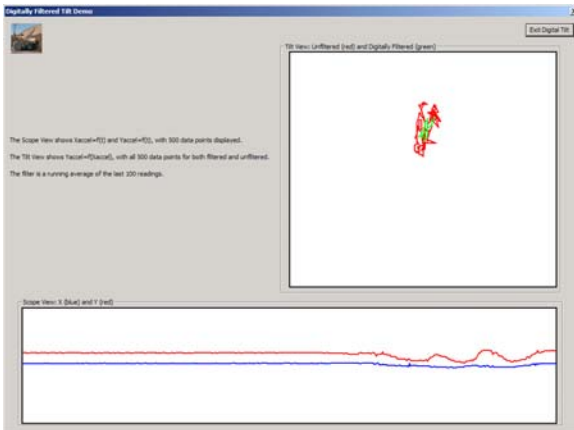 Digitally Filtered Tilt Demo
Exit Digital Tilt
Tilt View: Unfiltered (red) and Digitally Filtered (green)
The Scope View shows Xaccel=f(t) and Yaccel=f(t), with 500 data points displayed.
The Tilt View shows Yaccel=f(Xaccel), with all 500 data points for both filtered and unfiltered.
The filter is a running average of the last 100 readings.
Scope View: X (blue) and Y (red)